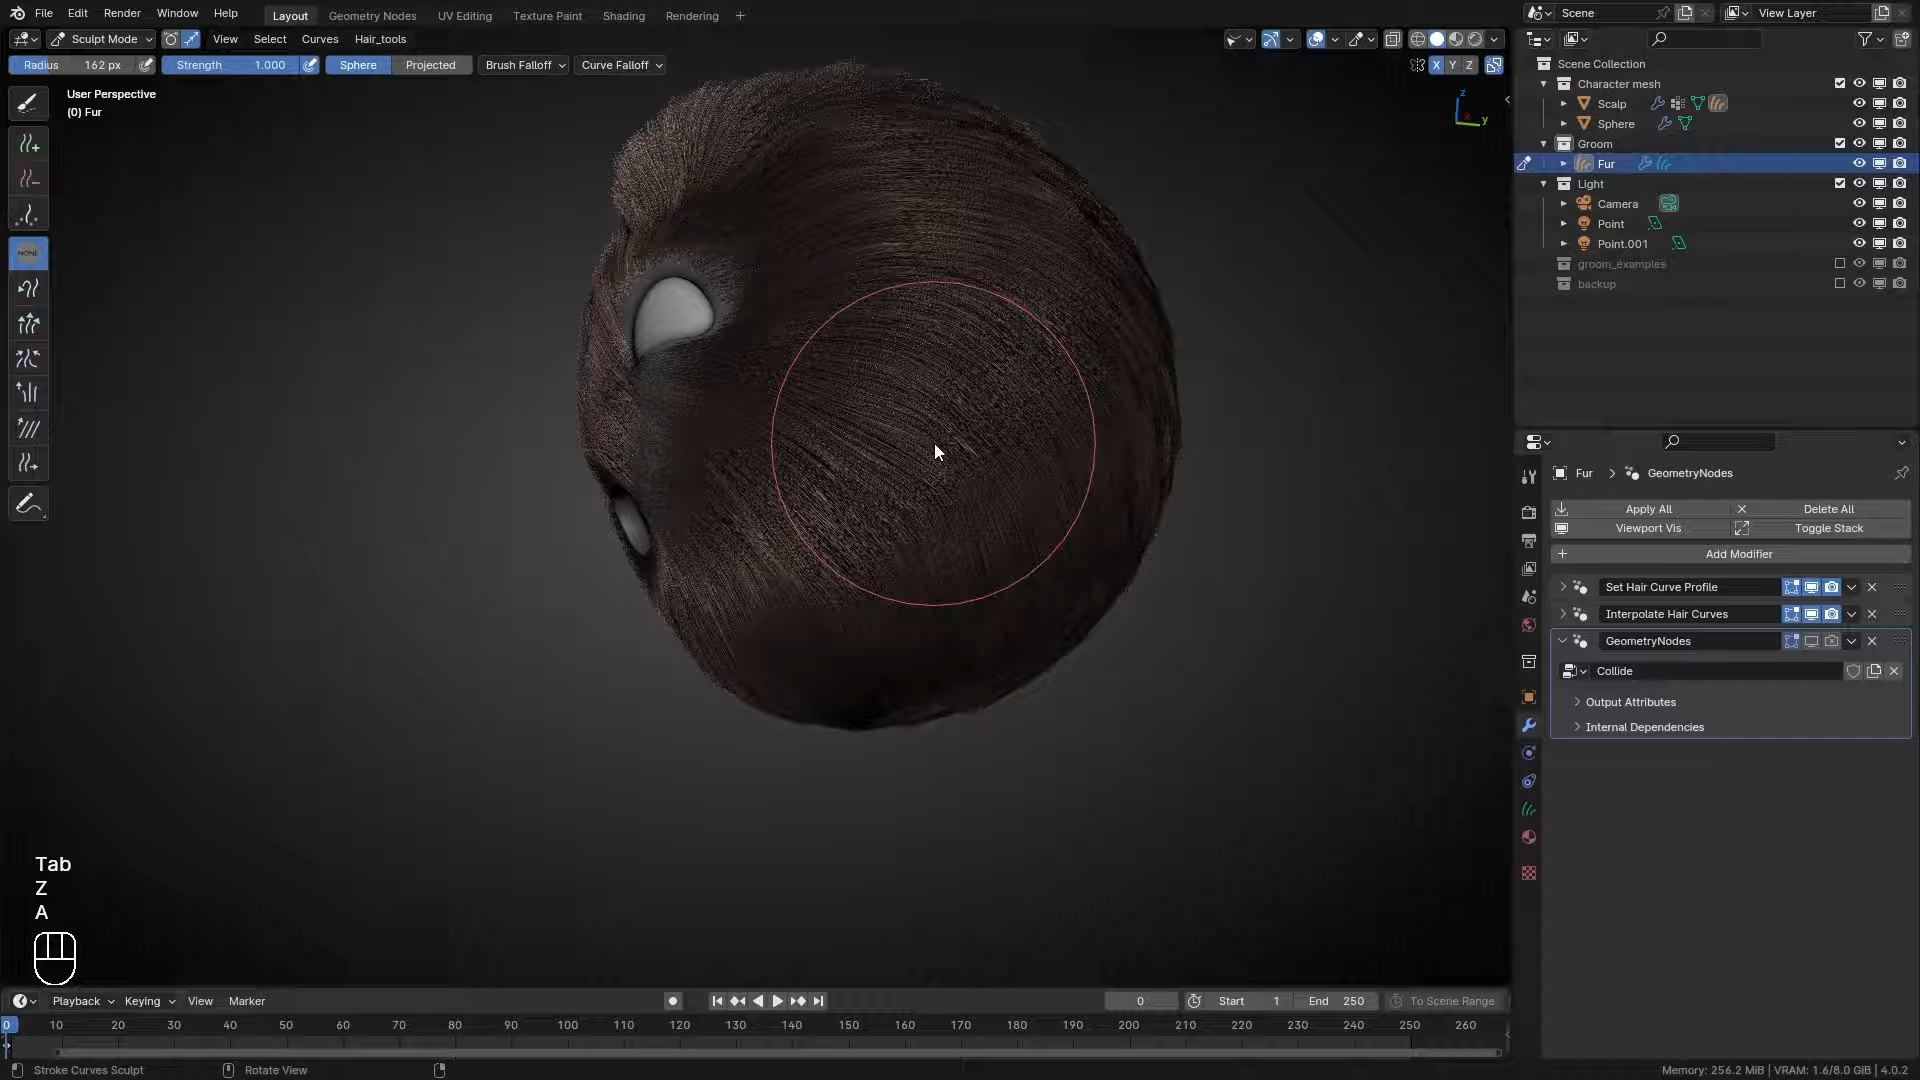 File Edit Render Window Help Layout Geometry Nodes UV Editing Texture Paint Shading Rendering + Scene View Layer
Sculpt Mode View Select Curves Hair_tools
Radius 162 px Strength 1.000 Sphere Projected Brush Falloff Curve Falloff X Y Z
User Perspective
(0) Fur
z
x
y
NONE
Scene Collection
Character mesh
Scalp
Sphere
Groom
Fur
Light
Camera
Point
Point.001
groom_examples
backup
Fur > GeometryNodes
Apply All Delete All
Viewport Vis Toggle Stack
+ Add Modifier
Set Hair Curve Profile
Interpolate Hair Curves
GeometryNodes
Collide
Output Attributes
Internal Dependencies
Tab
Z
A
Playback Keying View Marker 0 Start 1 End 250 To Scene Range
0 10 20 30 40 50 60 70 80 90 100 110 120 130 140 150 160 170 180 190 200 210 220 230 240 250 260
Stroke Curves Sculpt Rotate View Memory: 256.2 MiB | VRAM: 1.6/8.0 GiB | 4.0.2